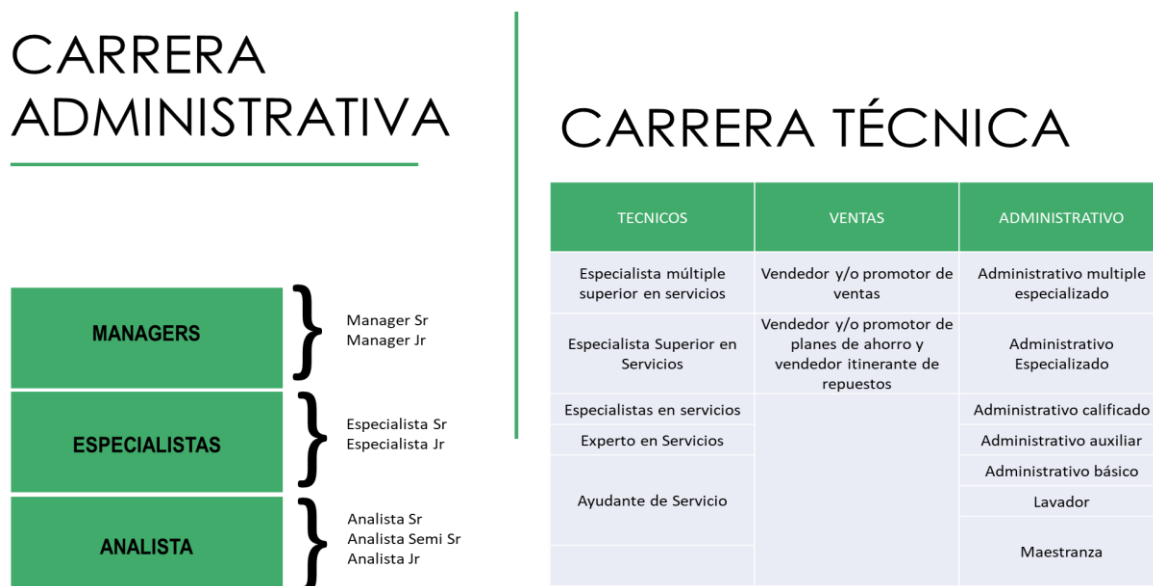 CARRERA
ADMINISTRATIVA
MANAGERS
Manager Sr
Manager Jr
ESPECIALISTAS
Especialista Sr
Especialista Jr
ANALISTA
Analista Sr
Analista Semi Sr
Analista Jr
CARRERA TÉCNICA
TECNICOS
VENTAS
ADMINISTRATIVO
Especialista múltiple
superior en servicios
Vendedor y/o promotor de
ventas
Administrativo multiple
especializado
Especialista Superior en
Servicios
Vendedor y/o promotor de
planes de ahorro y
vendedor itinerante de
repuestos
Administrativo
Especializado
Especialistas en servicios
Administrativo calificado
Experto en Servicios
Administrativo auxiliar
Ayudante de Servicio
Administrativo básico
Lavador
Maestranza